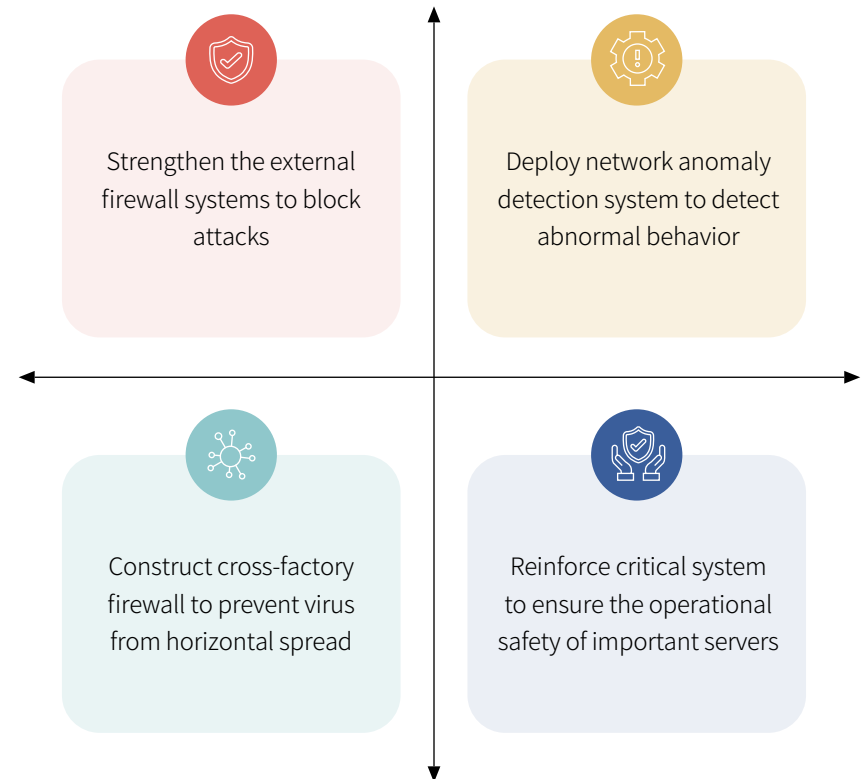 Strengthen the external
firewall systems to block
attacks
Deploy network anomaly
detection system to detect
abnormal behavior
Construct cross-factory
firewall to prevent virus
from horizontal spread
Reinforce critical system
to ensure the operational
safety of important servers